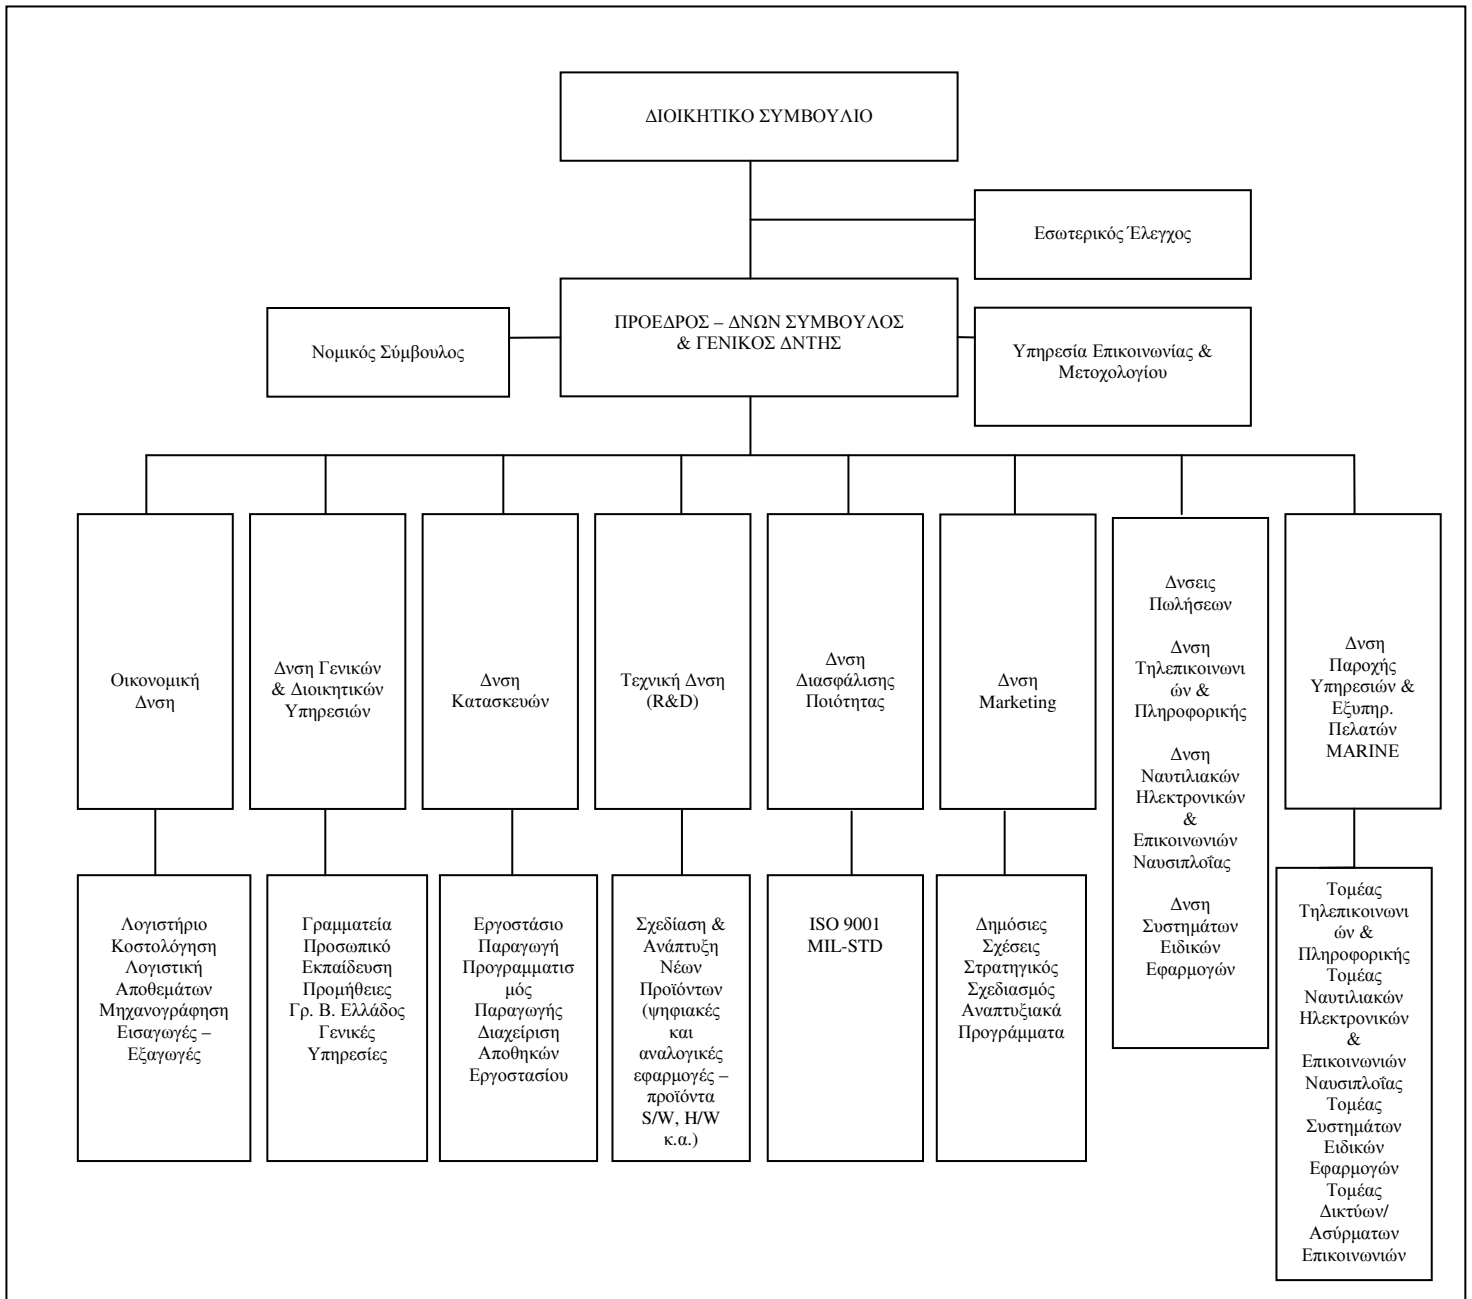 ΔΙΟΙΚΗΤΙΚΟ ΣΥΜΒΟΥΛΙΟ
Εσωτερικός Έλεγχος
Νομικός Σύμβουλος
ΠΡΟΕΔΡΟΣ – ΔΝΩΝ ΣΥΜΒΟΥΛΟΣ
& ΓΕΝΙΚΟΣ ΔΝΤΗΣ
Υπηρεσία Επικοινωνίας &
Μετοχολογίου
Οικονομική
Δνση
Δνση Γενικών
& Διοικητικών
Υπηρεσιών
Δνση
Κατασκευών
Τεχνική Δνση
(R&D)
Δνση
Διασφάλισης
Ποιότητας
Δνση
Marketing
Δνσεις
Πωλήσεων
Δνση
Τηλεπικοινωνι
ών &
Πληροφορικής
Δνση
Ναυτιλιακών
Ηλεκτρονικών
&
Επικοινωνιών
Ναυσιπλοΐας
Δνση
Συστημάτων
Ειδικών
Εφαρμογών
Δνση
Παροχής
Υπηρεσιών &
Εξυπηρ.
Πελατών
MARINE
Λογιστήριο
Κοστολόγηση
Λογιστική
Αποθεμάτων
Μηχανογράφηση
Εισαγωγές –
Εξαγωγές
Γραμματεία
Προσωπικό
Εκπαίδευση
Προμήθειες
Γρ. Β. Ελλάδος
Γενικές
Υπηρεσίες
Εργοστάσιο
Παραγωγή
Προγραμματισ
μός
Παραγωγής
Διαχείριση
Αποθηκών
Εργοστασίου
Σχεδίαση &
Ανάπτυξη
Νέων
Προϊόντων
(ψηφιακές
και
αναλογικές
εφαρμογές –
προϊόντα
S/W, H/W
κ.α.)
ISO 9001
MIL-STD
Δημόσιες
Σχέσεις
Στρατηγικός
Σχεδιασμός
Αναπτυξιακά
Προγράμματα
Τομέας
Τηλεπικοινωνι
ών &
Πληροφορικής
Τομέας
Ναυτιλιακών
Ηλεκτρονικών
&
Επικοινωνιών
Ναυσιπλοΐας
Τομέας
Συστημάτων
Ειδικών
Εφαρμογών
Τομέας
Δικτύων/
Ασύρματων
Επικοινωνιών